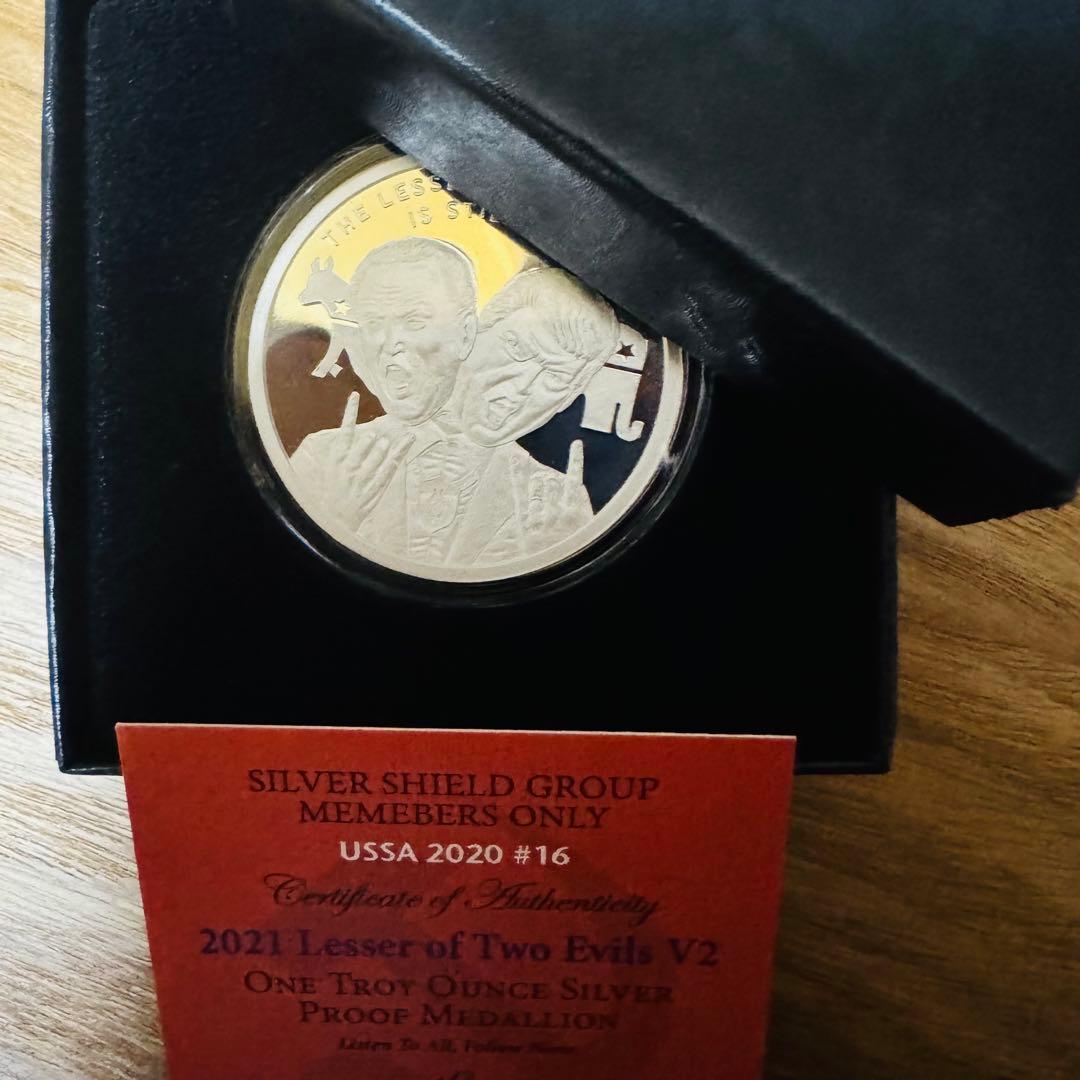 THE LESS
IS STI
SILVER SHIELD GROUP
MEMEBERS ONLY
USSA 2020 #16
Certificate of Authenticity
2021 Lesser of Two Evils V2
ONE TROY OUNCE SILVER
PROOF MEDALLION
Listen To All, Follow None